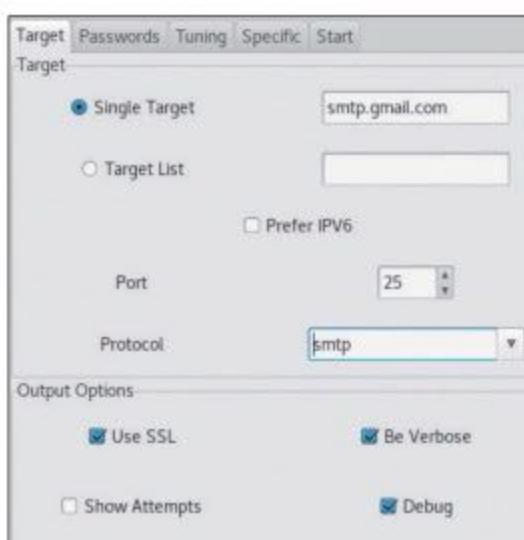 Target Passwords Tuning Specific Start
Target
Single Target smtp.gmail.com
Target List
Prefer IPV6
Port 25
Protocol smtp
Output Options
Use SSL Be Verbose
Show Attempts Debug